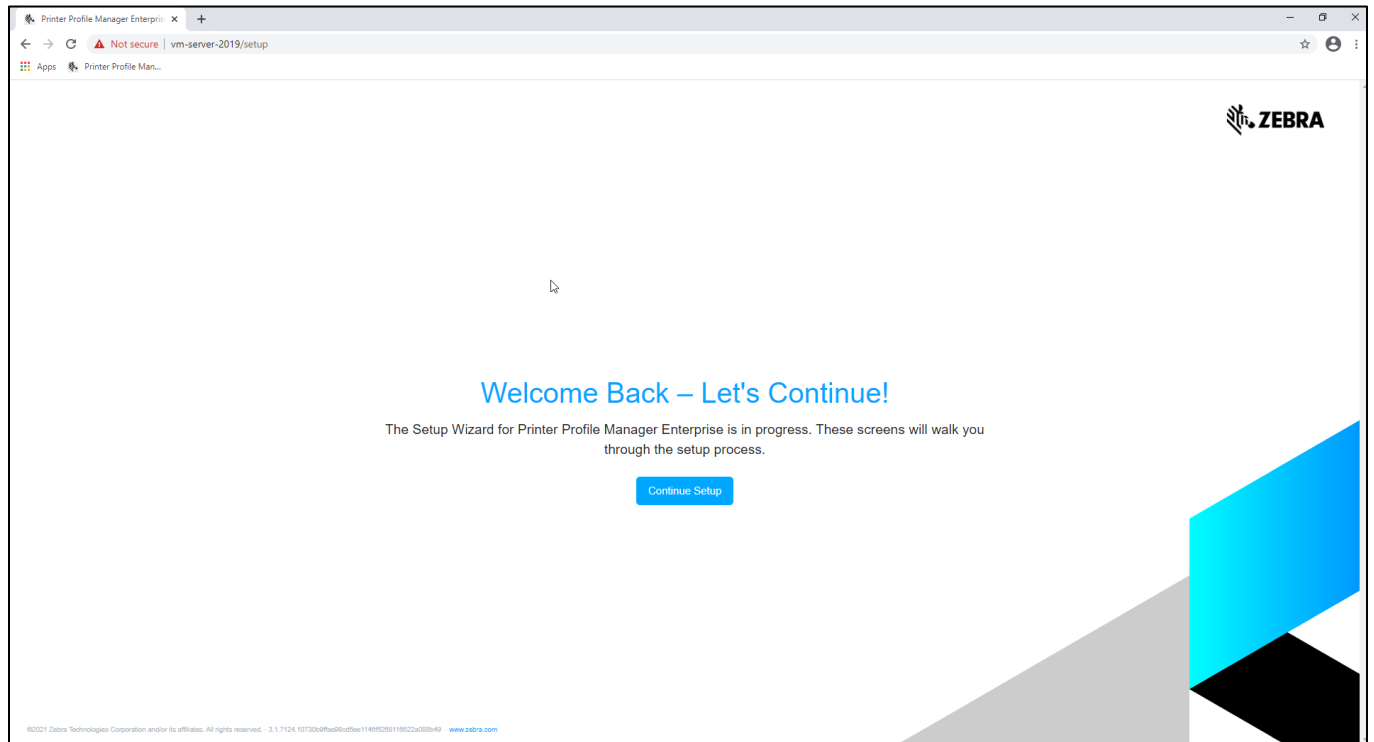 Printer Profile Manager Enterpris
Not secure | vm-server-2019/setup
Apps Printer Profile Man...
ZEBRA
Welcome Back – Let's Continue!
The Setup Wizard for Printer Profile Manager Enterprise is in progress. These screens will walk you
through the setup process.
Continue Setup
©2021 Zebra Technologies Corporation and/or its affiliates. All rights reserved. www.zebra.com